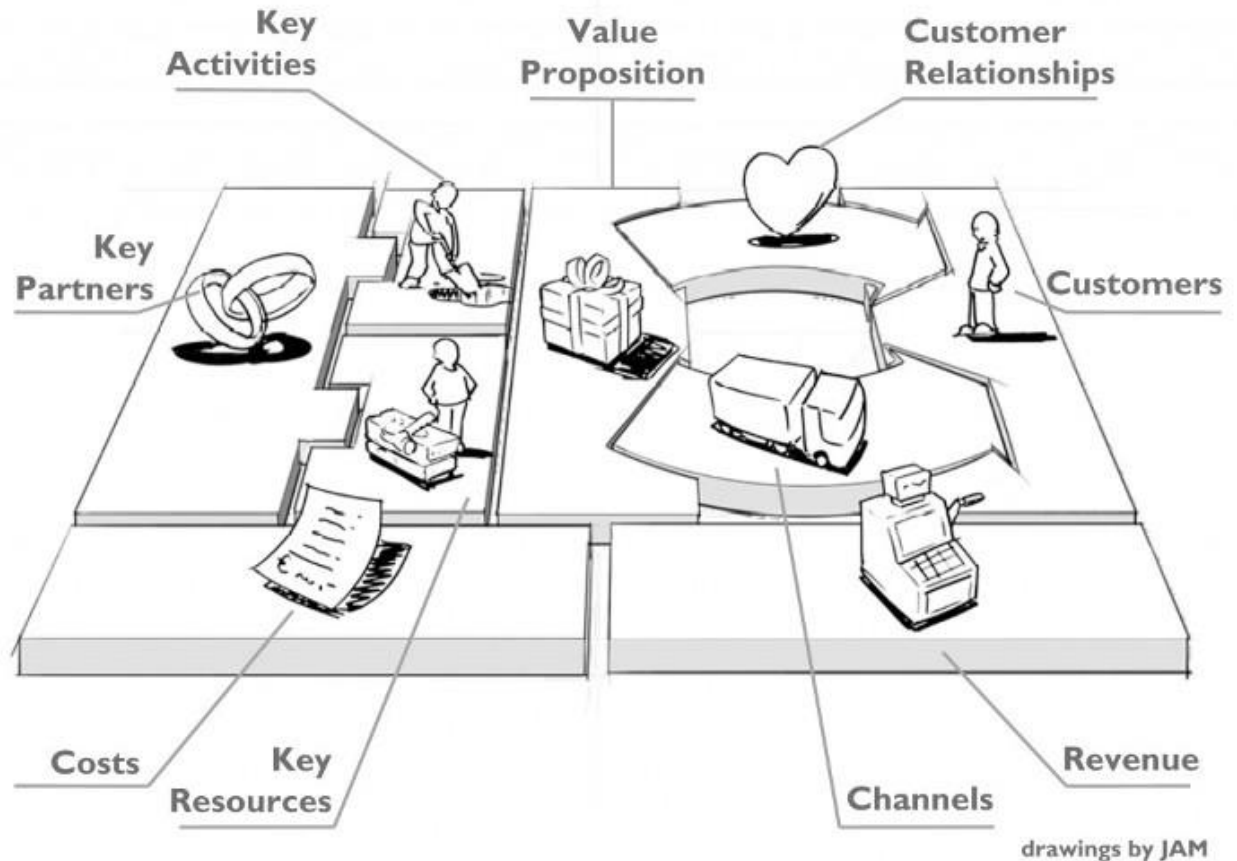 Key
Activities
Value
Proposition
Customer
Relationships
Key
Partners
Customers
Costs
Key
Resources
Channels
Revenue
drawings by JAM